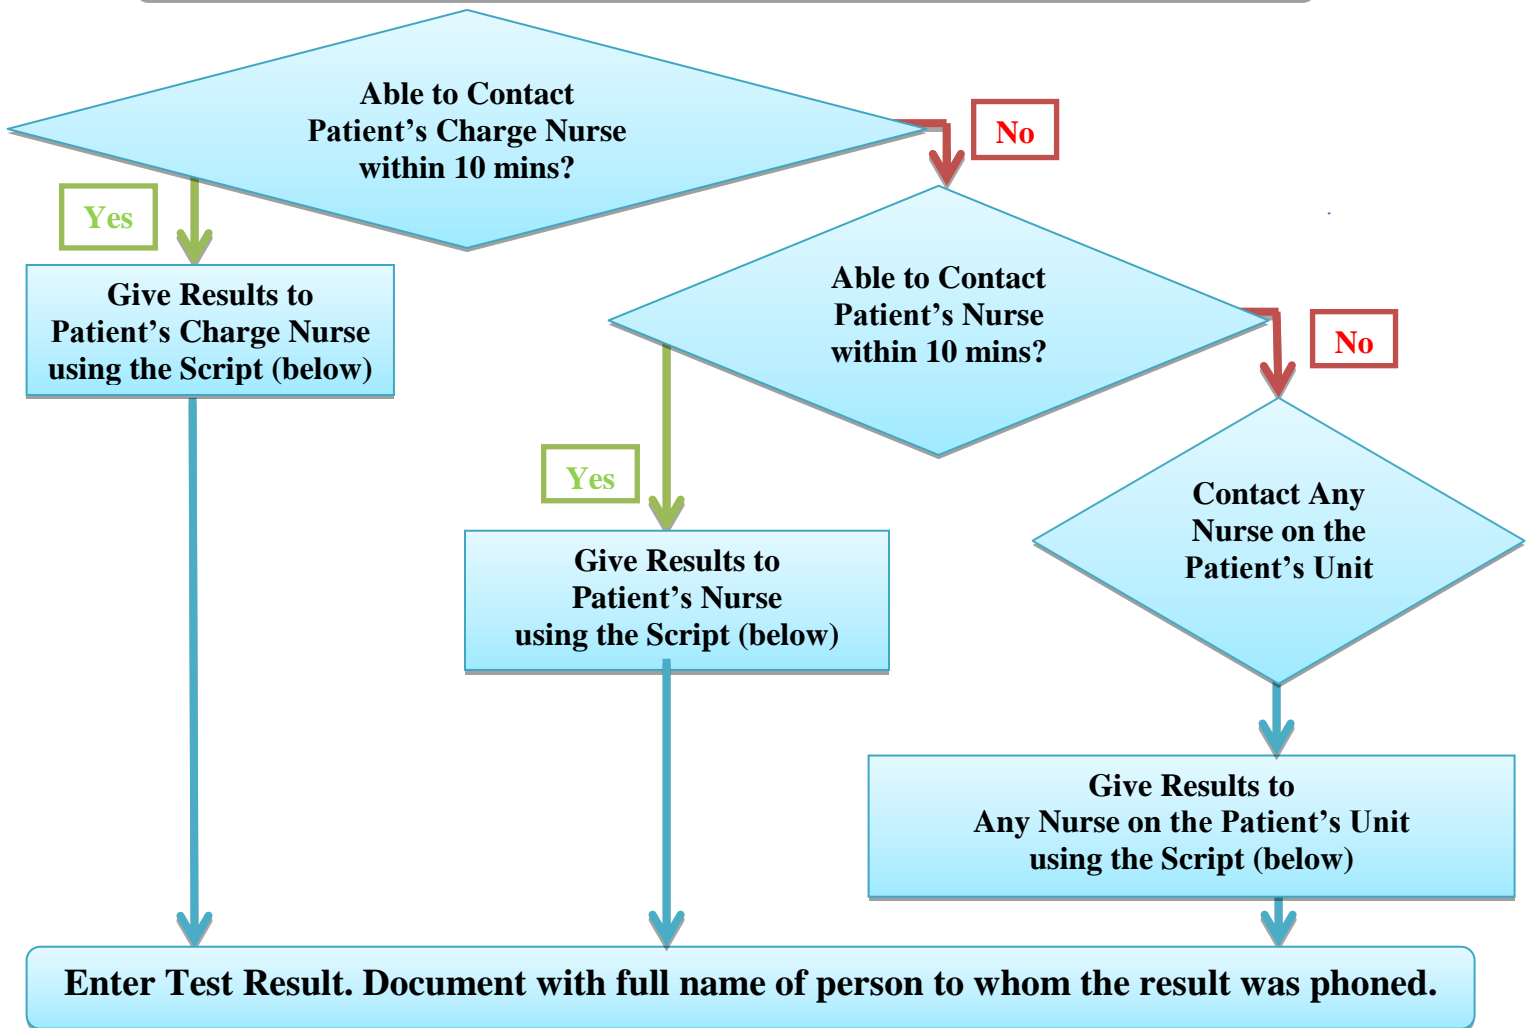 Able to Contact
Patient's Charge Nurse
within 10 mins?
No
Yes
Give Results to
Patient's Charge Nurse
using the Script (below)
Able to Contact
Patient's Nurse
within 10 mins?
No
Yes
Give Results to
Patient's Nurse
using the Script (below)
Contact Any
Nurse on the
Patient's Unit
Give Results to
Any Nurse on the Patient's Unit
using the Script (below)
Enter Test Result. Document with full name of person to whom the result was phoned.